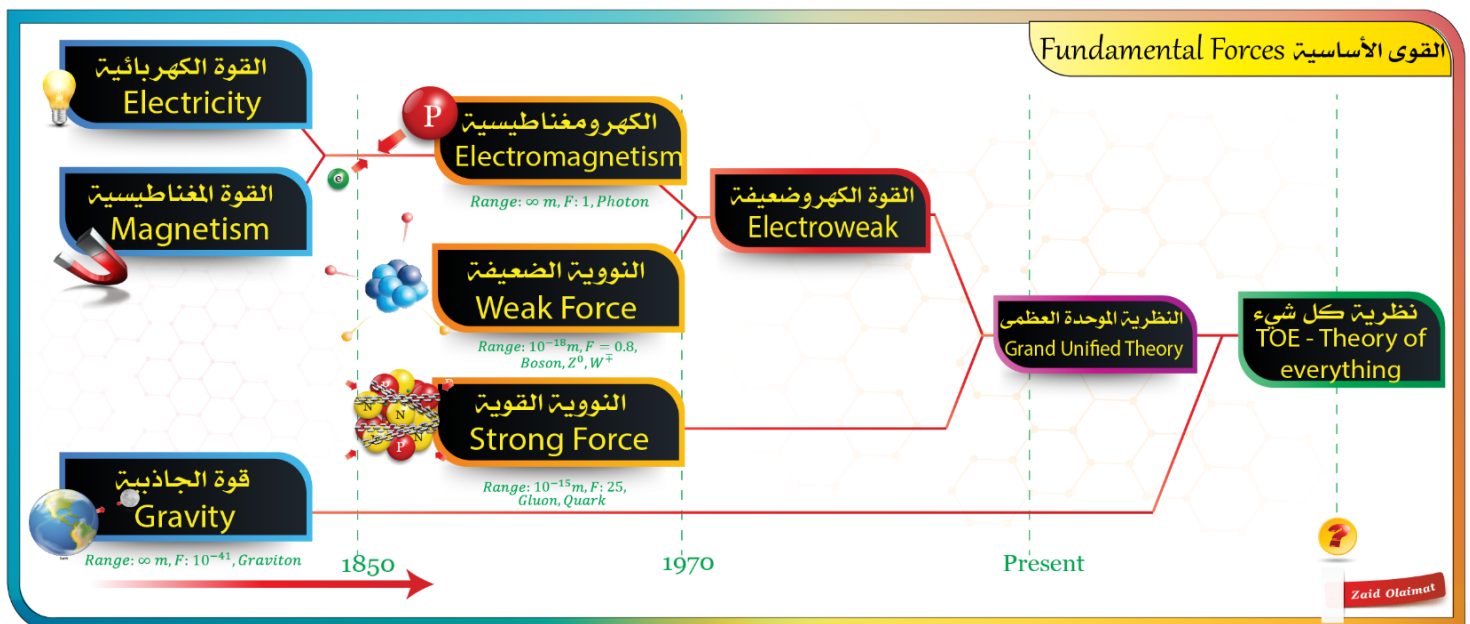 القوى الأساسية Fundamental Forces
القوة الكهربائية
Electricity
القوة المغناطيسية
Magnetism
P
e
الكهرومغناطيسية
Electromagnetism
Range: ∞ m, F: 1, Photon
القوة الكهروضعيفة
Electroweak
النووية الضعيفة
Weak Force
Range: 10⁻¹⁸m, F = 0.8,
Boson, Z⁰, W∓
النظرية الموحدة العظمى
Grand Unified Theory
نظرية كل شيء
TOE - Theory of
everything
N
N
N
P
النووية القوية
Strong Force
Range: 10⁻¹⁵m, F: 25,
Gluon, Quark
قوة الجاذبية
Gravity
Range: ∞ m, F: 10⁻⁴¹, Graviton
1850
1970
Present
?
Zaid Olaimat